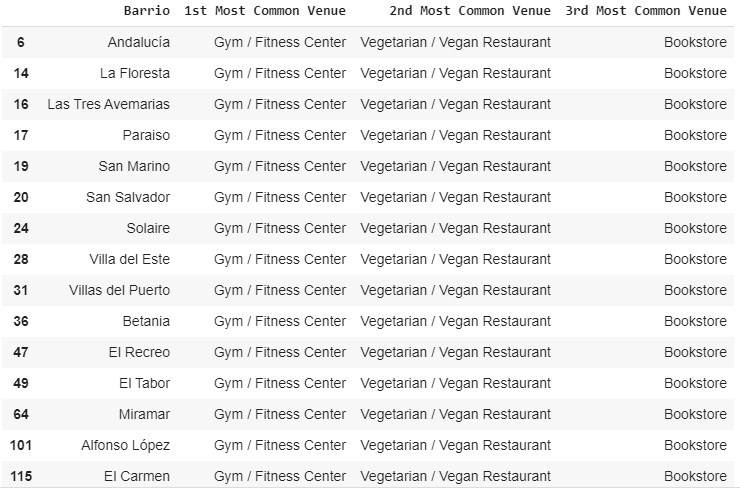 Barrio 1st Most Common Venue 2nd Most Common Venue 3rd Most Common Venue
6 Andalucía Gym / Fitness Center Vegetarian / Vegan Restaurant Bookstore
14 La Floresta Gym / Fitness Center Vegetarian / Vegan Restaurant Bookstore
16 Las Tres Avemarias Gym / Fitness Center Vegetarian / Vegan Restaurant Bookstore
17 Paraiso Gym / Fitness Center Vegetarian / Vegan Restaurant Bookstore
19 San Marino Gym / Fitness Center Vegetarian / Vegan Restaurant Bookstore
20 San Salvador Gym / Fitness Center Vegetarian / Vegan Restaurant Bookstore
24 Solaire Gym / Fitness Center Vegetarian / Vegan Restaurant Bookstore
28 Villa del Este Gym / Fitness Center Vegetarian / Vegan Restaurant Bookstore
31 Villas del Puerto Gym / Fitness Center Vegetarian / Vegan Restaurant Bookstore
36 Betania Gym / Fitness Center Vegetarian / Vegan Restaurant Bookstore
47 El Recreo Gym / Fitness Center Vegetarian / Vegan Restaurant Bookstore
49 El Tabor Gym / Fitness Center Vegetarian / Vegan Restaurant Bookstore
64 Miramar Gym / Fitness Center Vegetarian / Vegan Restaurant Bookstore
101 Alfonso López Gym / Fitness Center Vegetarian / Vegan Restaurant Bookstore
115 El Carmen Gym / Fitness Center Vegetarian / Vegan Restaurant Bookstore